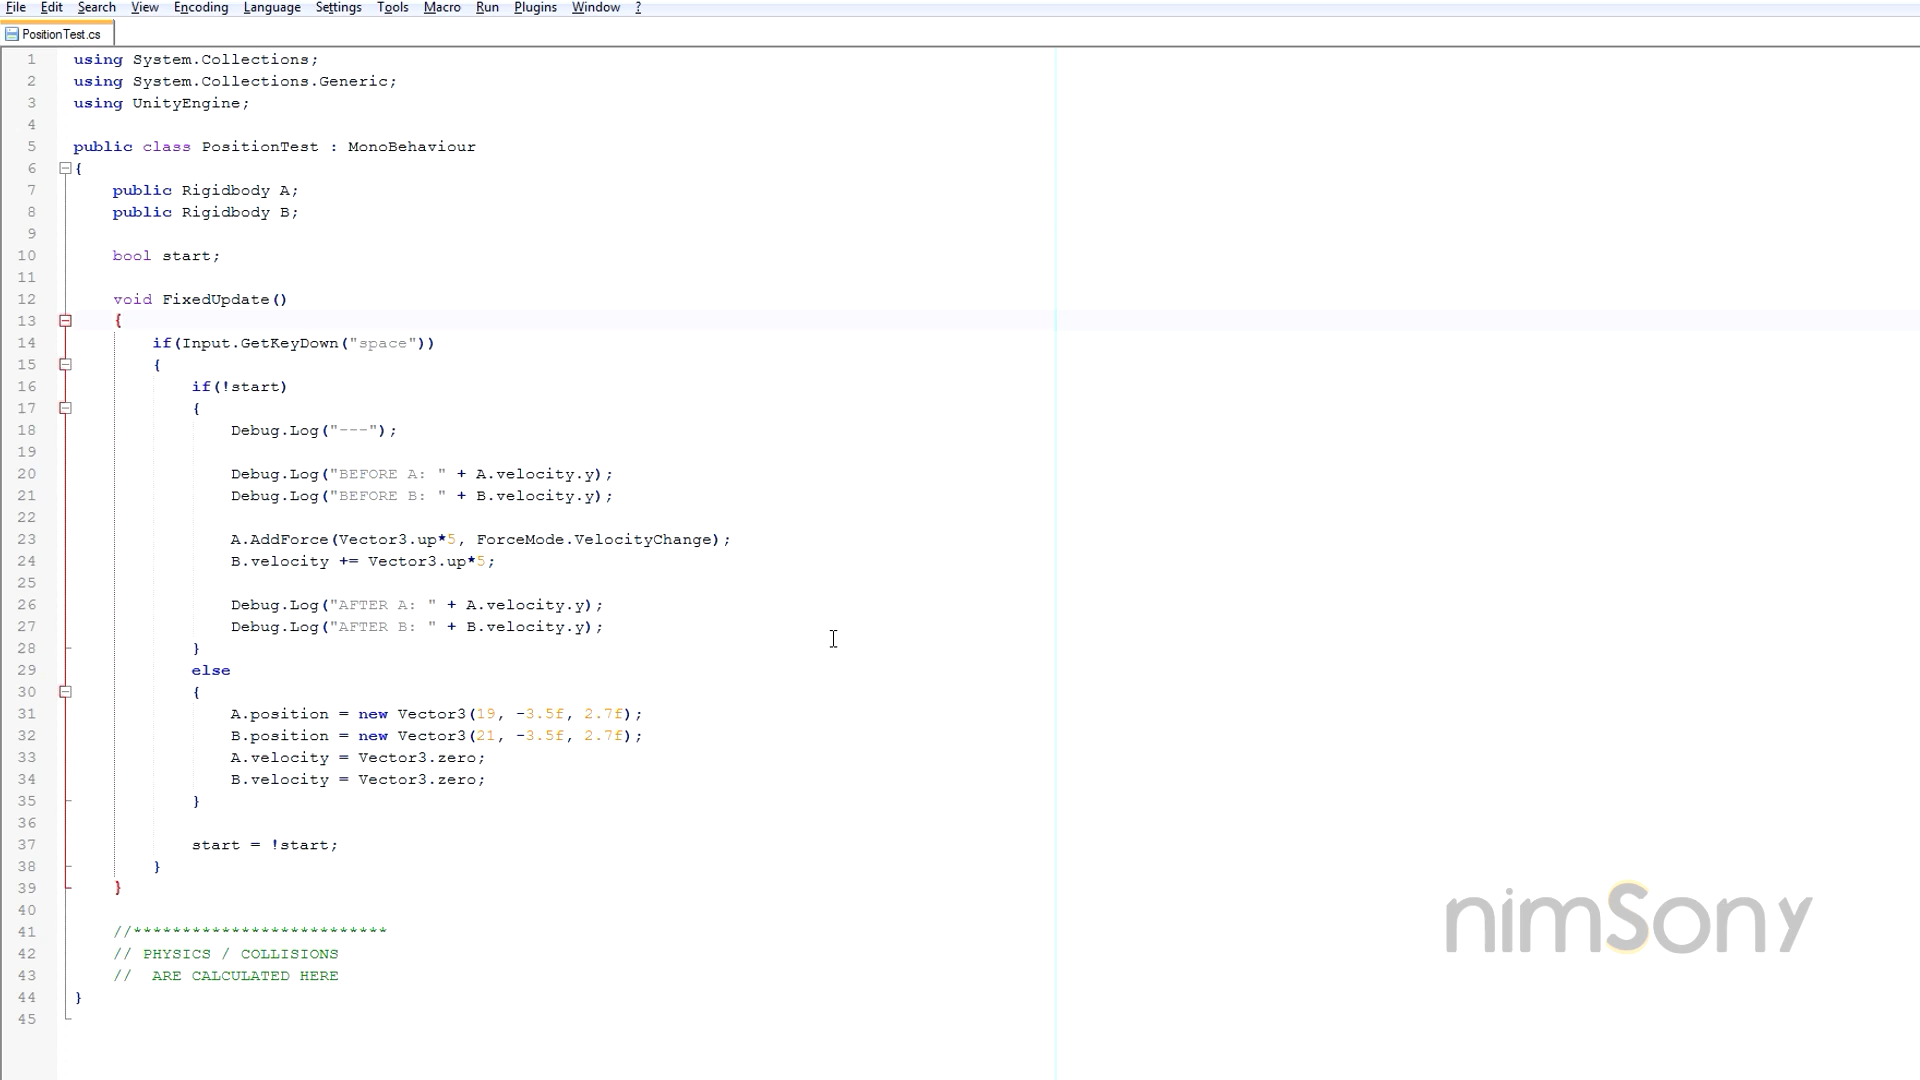 File Edit Search View Encoding Language Settings Tools Macro Run Plugins Window ?
PositionTest.cs
1 using System.Collections;
2 using System.Collections.Generic;
3 using UnityEngine;
4
5 public class PositionTest : MonoBehaviour
6 {
7 public Rigidbody A;
8 public Rigidbody B;
9
10 bool start;
11
12 void FixedUpdate()
13 {
14 if(Input.GetKeyDown("space"))
15 {
16 if(!start)
17 {
18 Debug.Log("---");
19
20 Debug.Log("BEFORE A: " + A.velocity.y);
21 Debug.Log("BEFORE B: " + B.velocity.y);
22
23 A.AddForce(Vector3.up*5, ForceMode.VelocityChange);
24 B.velocity += Vector3.up*5;
25
26 Debug.Log("AFTER A: " + A.velocity.y);
27 Debug.Log("AFTER B: " + B.velocity.y);
28 }
29 else
30 {
31 A.position = new Vector3(19, -3.5f, 2.7f);
32 B.position = new Vector3(21, -3.5f, 2.7f);
33 A.velocity = Vector3.zero;
34 B.velocity = Vector3.zero;
35 }
36
37 start = !start;
38 }
39 }
40
41 //**************************
42 // PHYSICS / COLLISIONS
43 //  ARE CALCULATED HERE
44 }
45
nimSony